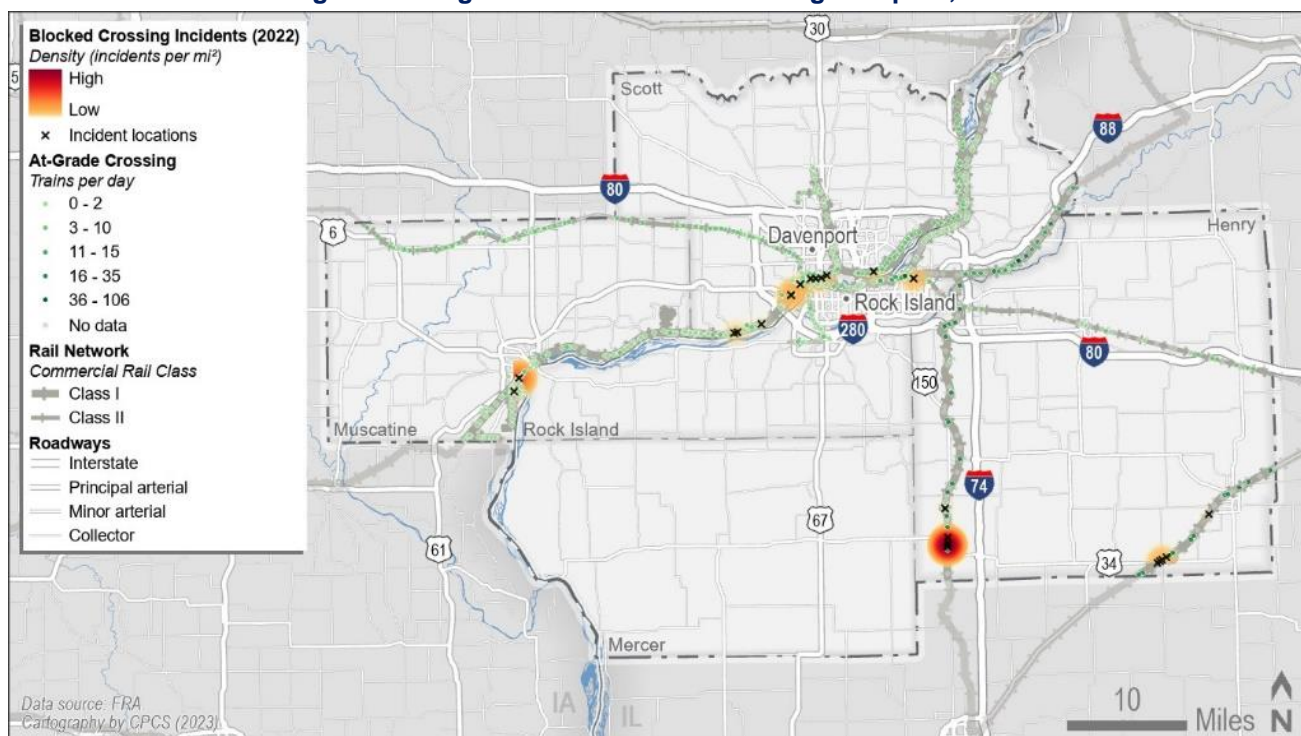 Blocked Crossing Incidents (2022)
Density (incidents per mi²)
High
Low
Incident locations
At-Grade Crossing
Trains per day
0 - 2
3 - 10
11 - 15
16 - 35
36 - 106
No data
Rail Network
Commercial Rail Class
Class I
Class II
Roadways
Interstate
Principal arterial
Minor arterial
Collector
30
5
Scott
88
80
6
Henry
Davenport
Rock Island
280
80
150
Muscatine
Rock Island
74
67
61
34
Mercer
Data source: FRA
Cartography by CPCS (2023)
IA
IL
10
Miles
N